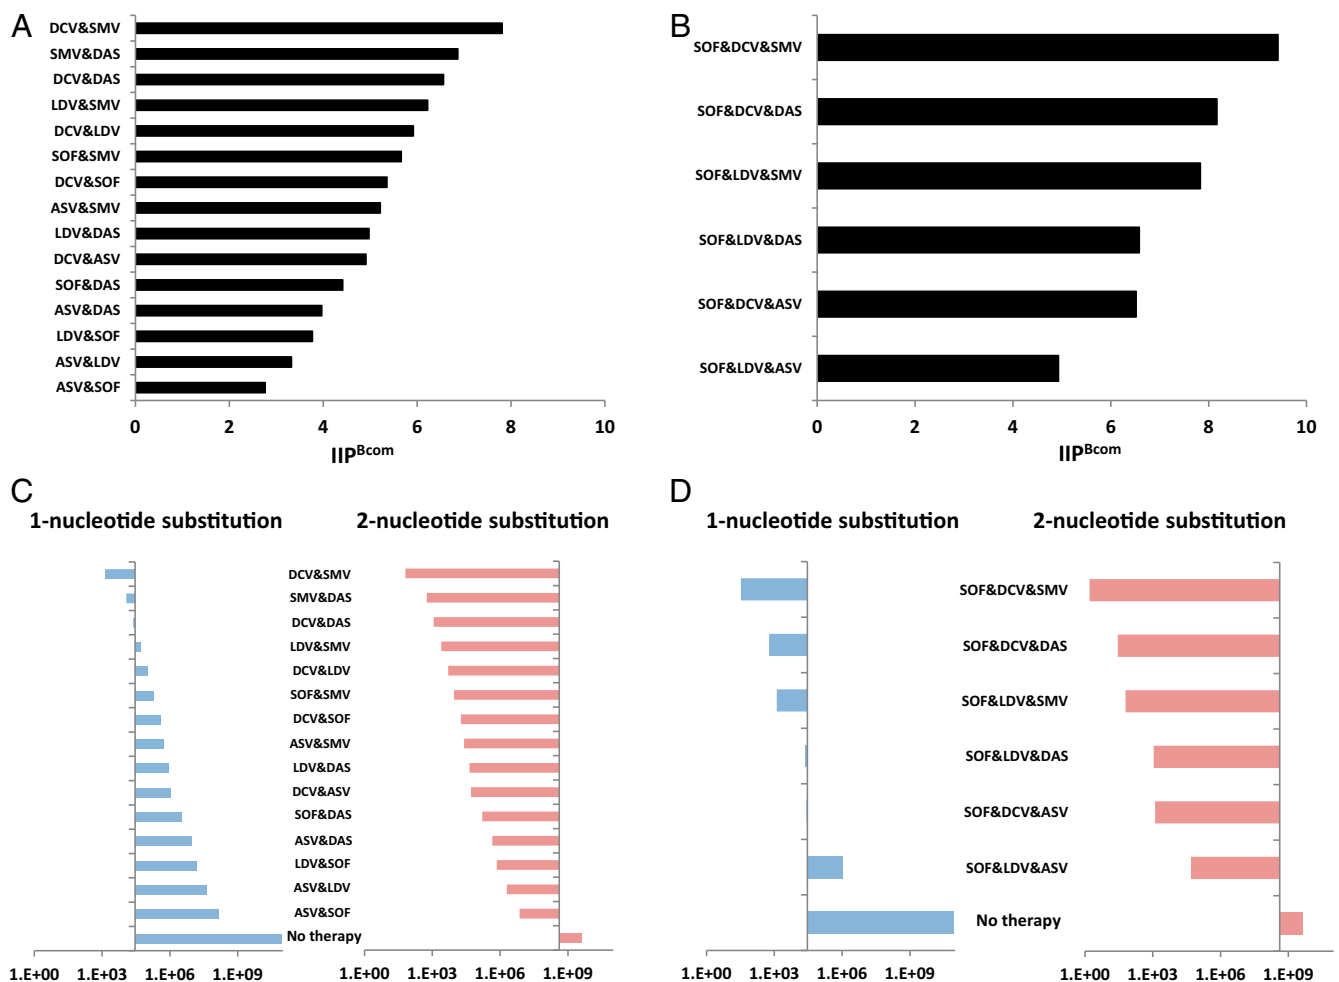 A
DCV&SMV
SMV&DAS
DCV&DAS
LDV&SMV
DCV&LDV
SOF&SMV
DCV&SOF
ASV&SMV
LDV&DAS
DCV&ASV
SOF&DAS
ASV&DAS
LDV&SOF
ASV&LDV
ASV&SOF
0 2 4 6 8 10
IIPBcom
B
SOF&DCV&SMV
SOF&DCV&DAS
SOF&LDV&SMV
SOF&LDV&DAS
SOF&DCV&ASV
SOF&LDV&ASV
0 2 4 6 8 10
IIPBcom
C
1-nucleotide substitution 2-nucleotide substitution
DCV&SMV
SMV&DAS
DCV&DAS
LDV&SMV
DCV&LDV
SOF&SMV
DCV&SOF
ASV&SMV
LDV&DAS
DCV&ASV
SOF&DAS
ASV&DAS
LDV&SOF
ASV&LDV
ASV&SOF
No therapy
1.E+00 1.E+03 1.E+06 1.E+09 1.E+00 1.E+03 1.E+06 1.E+09
D
1-nucleotide substitution 2-nucleotide substitution
SOF&DCV&SMV
SOF&DCV&DAS
SOF&LDV&SMV
SOF&LDV&DAS
SOF&DCV&ASV
SOF&LDV&ASV
No therapy
1.E+00 1.E+03 1.E+06 1.E+09 1.E+00 1.E+03 1.E+06 1.E+09